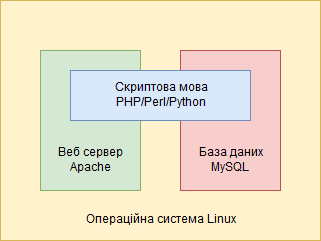 Скриптова мова
PHP/Perl/Python
Веб сервер
Apache
База даних
MySQL
Операційна система Linux